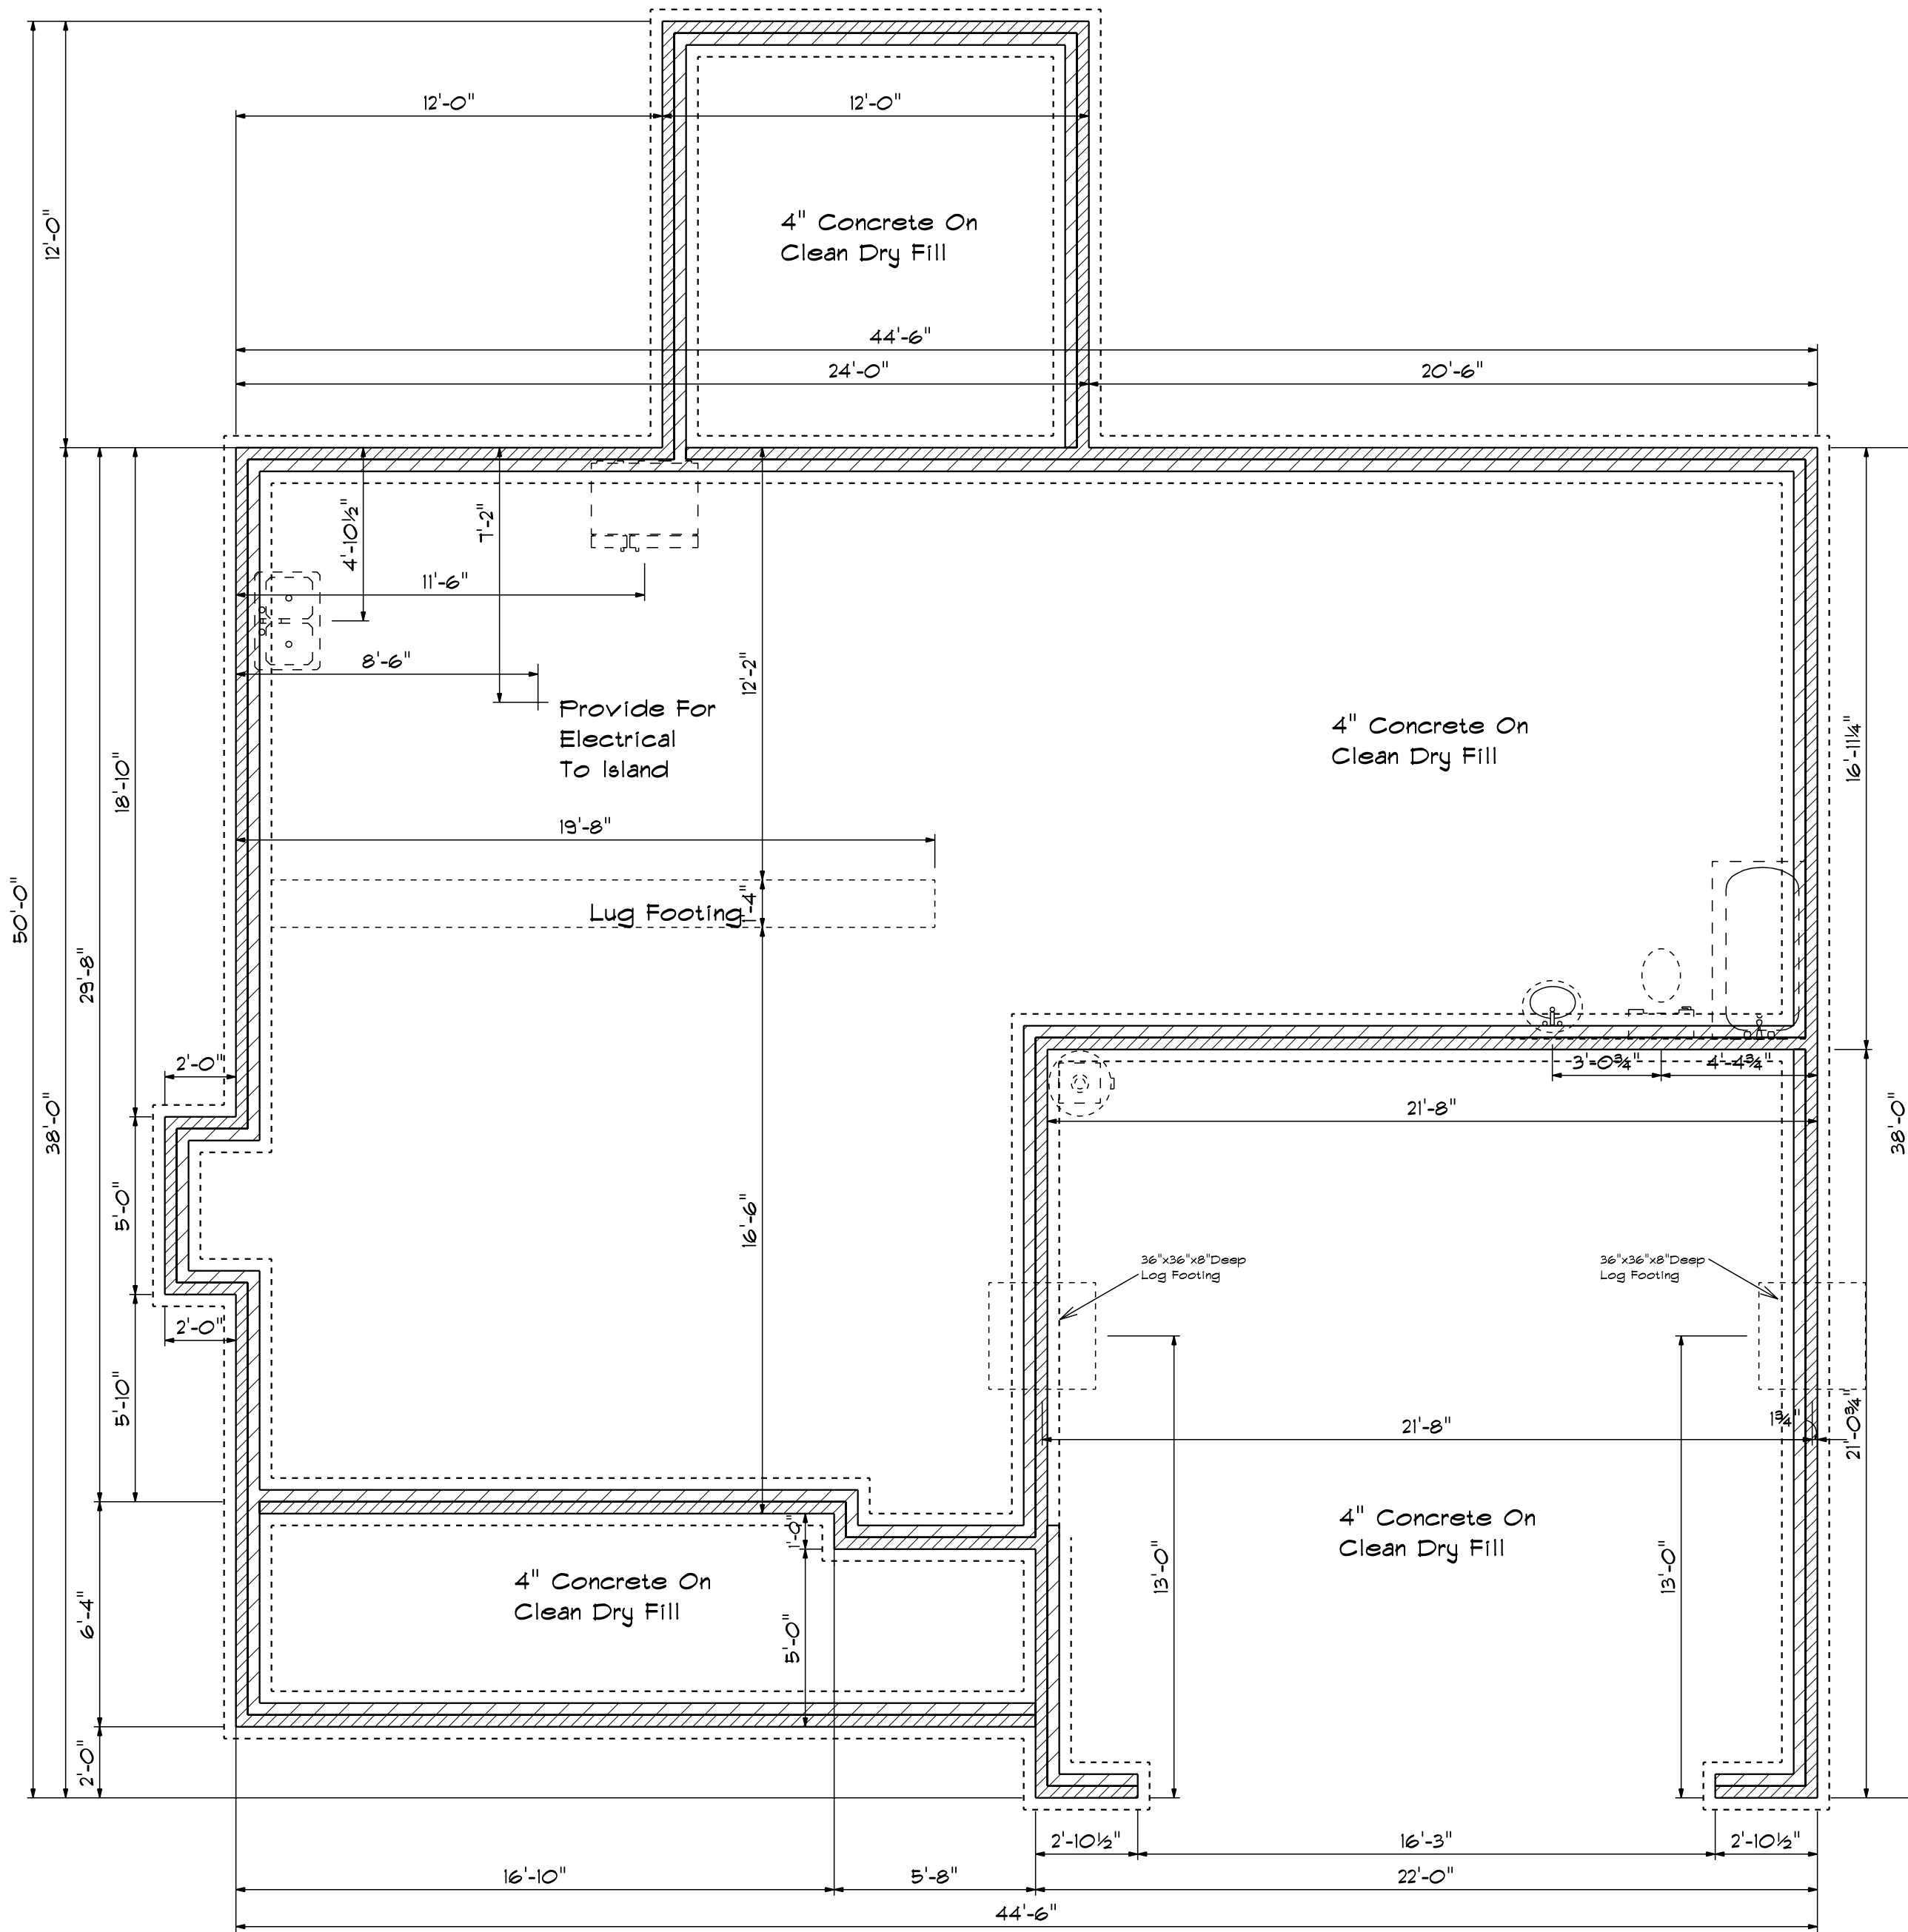 12'-0"
12'-0"
12'-0"
4" Concrete On
Clean Dry Fill
44'-6"
24'-0"
20'-6"
4'-10½"
7'-2"
11'-6"
8'-6"
12'-2"
Provide For
Electrical
To Island
4" Concrete On
Clean Dry Fill
16'-11¼"
18'-10"
19'-8"
50'-0"
1'-4"
Lug Footing
29'-8"
2'-0"
3'-0¾"
4'-4¾"
38'-0"
21'-8"
38'-0"
5'-0"
16'-6"
36"x36"x8"Deep
Log Footing
36"x36"x8"Deep
Log Footing
2'-0"
5'-10"
21'-8"
1¾"
21'-0¾"
1'-0"
4" Concrete On
Clean Dry Fill
13'-0"
13'-0"
4" Concrete On
Clean Dry Fill
6'-4"
5'-0"
2'-0"
2'-10½"
16'-3"
2'-10½"
16'-10"
5'-8"
22'-0"
44'-6"